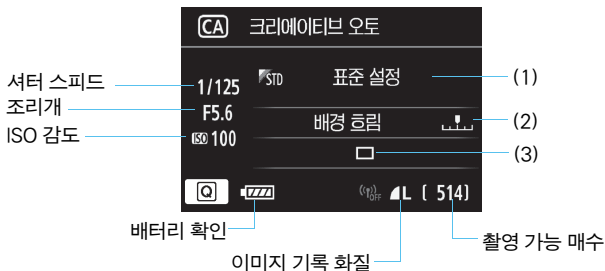 CA 크리에이티브 오토
셔터 스피드 1/125 STD 표준 설정 (1)
조리개 F5.6 배경 흐림 (2)
ISO 감도 ISO 100 (3)
Q OFF L [ 514]
배터리 확인
촬영 가능 매수
이미지 기록 화질